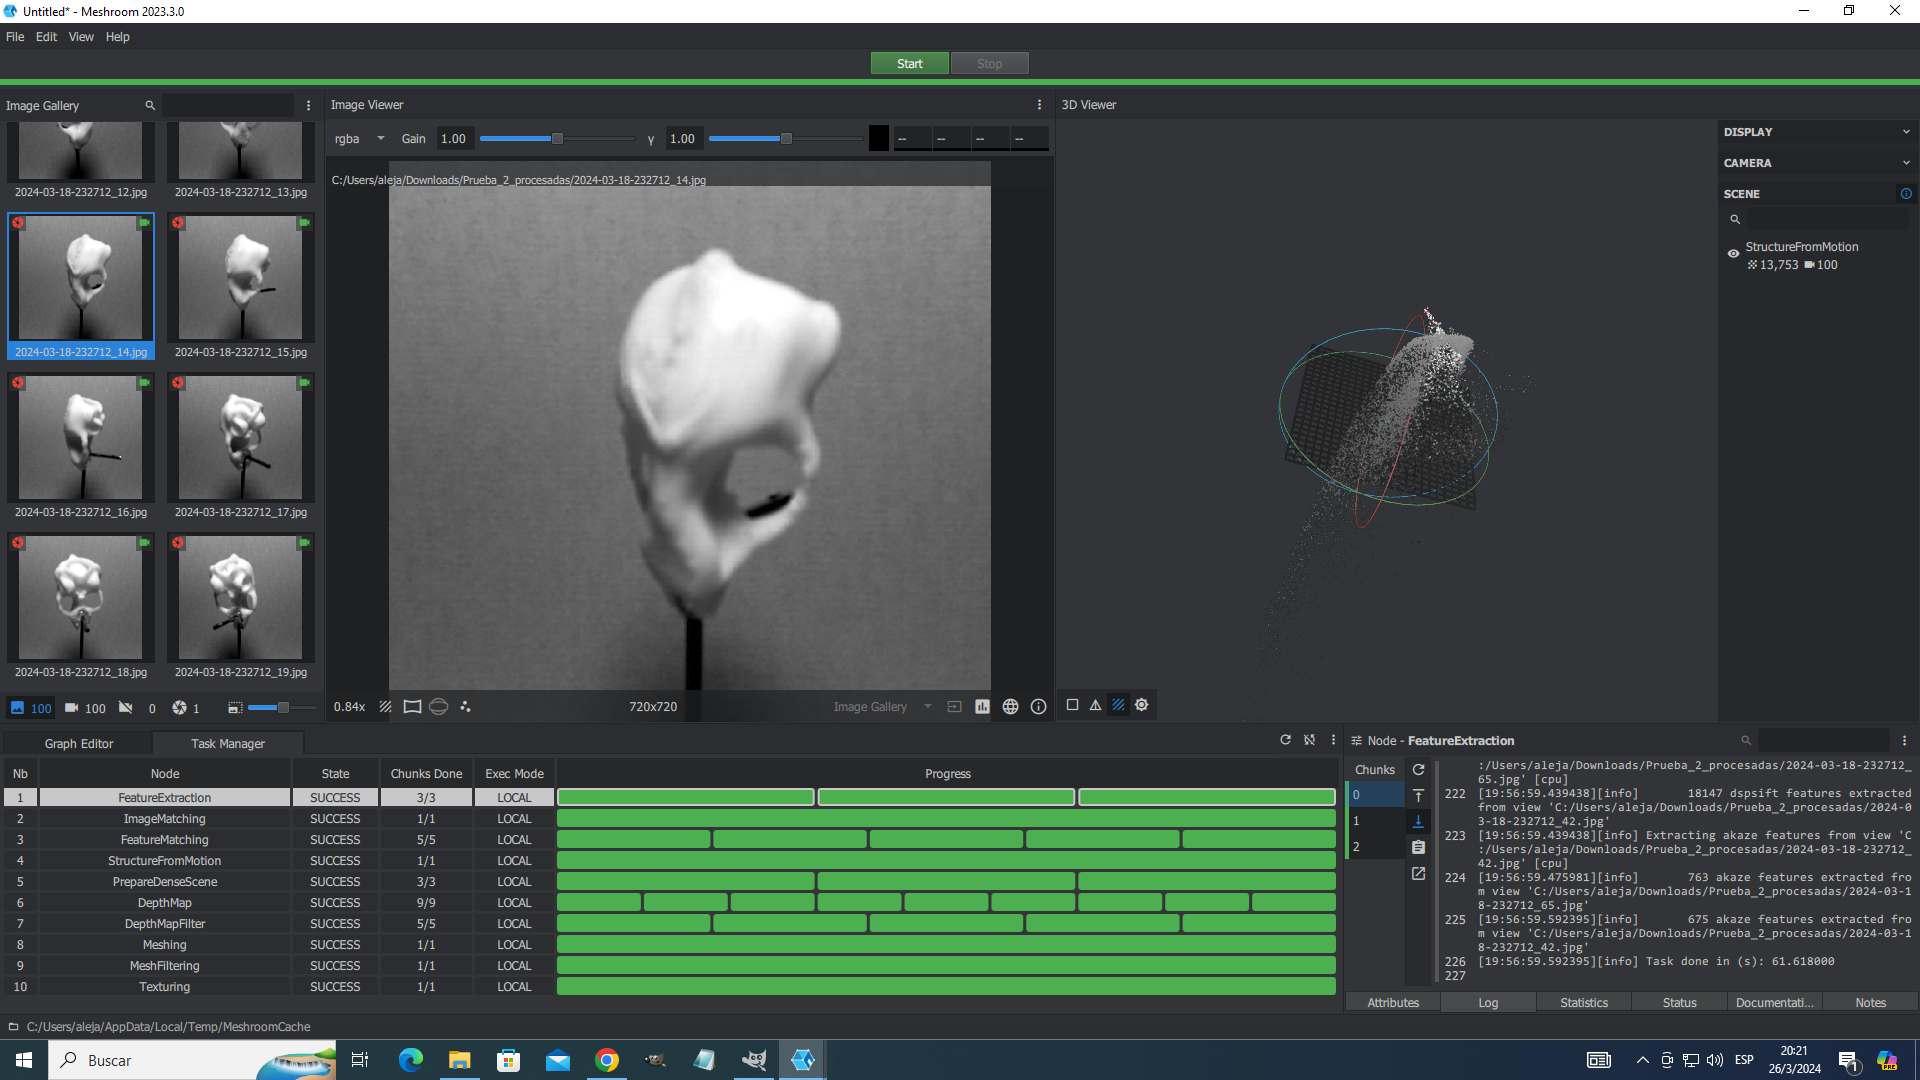 Untitled* - Meshroom 2023.3.0
File Edit View Help
Start Stop
Image Gallery
2024-03-18-232712_12.jpg 2024-03-18-232712_13.jpg
2024-03-18-232712_14.jpg 2024-03-18-232712_15.jpg
2024-03-18-232712_16.jpg 2024-03-18-232712_17.jpg
2024-03-18-232712_18.jpg 2024-03-18-232712_19.jpg
100 100 0 1
Image Viewer
rgba Gain 1.00 γ 1.00 -- -- -- --
C:/Users/aleja/Downloads/Prueba_2_procesadas/2024-03-18-232712_14.jpg
0.84x 720x720 Image Gallery
3D Viewer
DISPLAY
CAMERA
SCENE
StructureFromMotion
13,753 100
Graph Editor Task Manager
Nb Node State Chunks Done Exec Mode Progress
1 FeatureExtraction SUCCESS 3/3 LOCAL
2 ImageMatching SUCCESS 1/1 LOCAL
3 FeatureMatching SUCCESS 5/5 LOCAL
4 StructureFromMotion SUCCESS 1/1 LOCAL
5 PrepareDenseScene SUCCESS 3/3 LOCAL
6 DepthMap SUCCESS 9/9 LOCAL
7 DepthMapFilter SUCCESS 5/5 LOCAL
8 Meshing SUCCESS 1/1 LOCAL
9 MeshFiltering SUCCESS 1/1 LOCAL
10 Texturing SUCCESS 1/1 LOCAL
Node - FeatureExtraction
Chunks
0
1
2
:/Users/aleja/Downloads/Prueba_2_procesadas/2024-03-18-232712_
65.jpg' [cpu]
222 [19:56:59.439438][info] 18147 dspsift features extracted
from view 'C:/Users/aleja/Downloads/Prueba_2_procesadas/2024-0
3-18-232712_42.jpg'
223 [19:56:59.439438][info] Extracting akaze features from view 'C
:/Users/aleja/Downloads/Prueba_2_procesadas/2024-03-18-232712_
42.jpg' [cpu]
224 [19:56:59.475981][info] 763 akaze features extracted fro
m view 'C:/Users/aleja/Downloads/Prueba_2_procesadas/2024-03-1
8-232712_65.jpg'
225 [19:56:59.592395][info] 675 akaze features extracted fro
m view 'C:/Users/aleja/Downloads/Prueba_2_procesadas/2024-03-1
8-232712_42.jpg'
226 [19:56:59.592395][info] Task done in (s): 61.618000
227
Attributes Log Statistics Status Documentati... Notes
C:/Users/aleja/AppData/Local/Temp/MeshroomCache
Buscar
ESP
20:21
26/3/2024
1
PRE